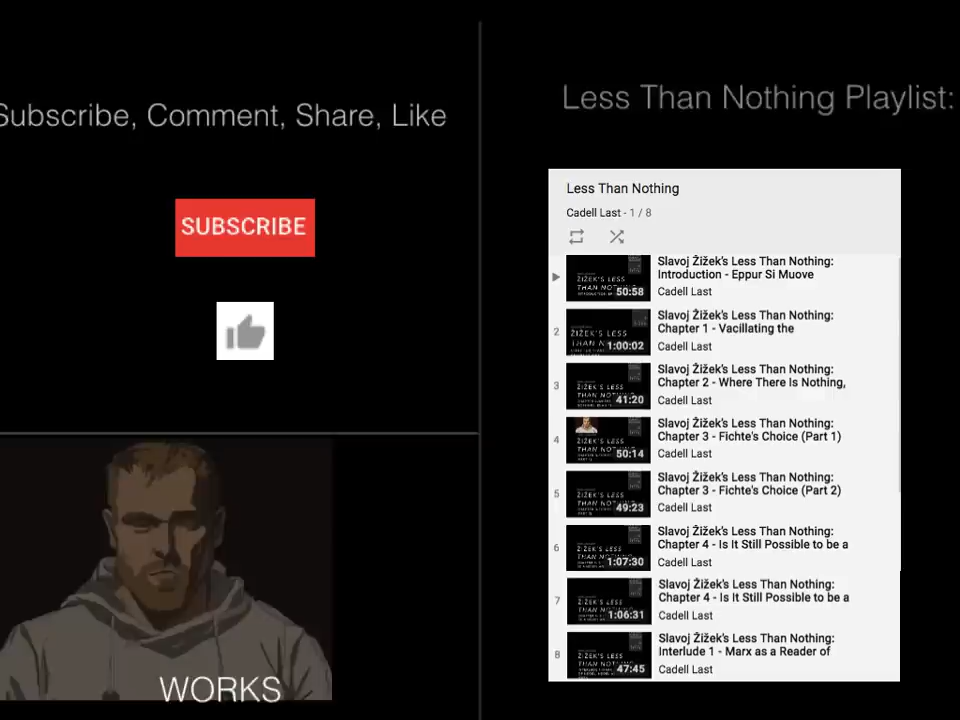 Subscribe, Comment, Share, Like
SUBSCRIBE
WORKS
Less Than Nothing Playlist:
Less Than Nothing
Cadell Last - 1 / 8
Slavoj Žižek's Less Than Nothing:
Introduction - Eppur Si Muove
50:58
Cadell Last
2
Slavoj Žižek's Less Than Nothing:
Chapter 1 - Vacillating the
1:00:02
Cadell Last
3
Slavoj Žižek's Less Than Nothing:
Chapter 2 - Where There Is Nothing,
41:20
Cadell Last
4
Slavoj Žižek's Less Than Nothing:
Chapter 3 - Fichte's Choice (Part 1)
50:14
Cadell Last
5
Slavoj Žižek's Less Than Nothing:
Chapter 3 - Fichte's Choice (Part 2)
49:23
Cadell Last
6
Slavoj Žižek's Less Than Nothing:
Chapter 4 - Is It Still Possible to be a
1:07:30
Cadell Last
7
Slavoj Žižek's Less Than Nothing:
Chapter 4 - Is It Still Possible to be a
1:06:31
Cadell Last
8
Slavoj Žižek's Less Than Nothing:
Interlude 1 - Marx as a Reader of
47:45
Cadell Last